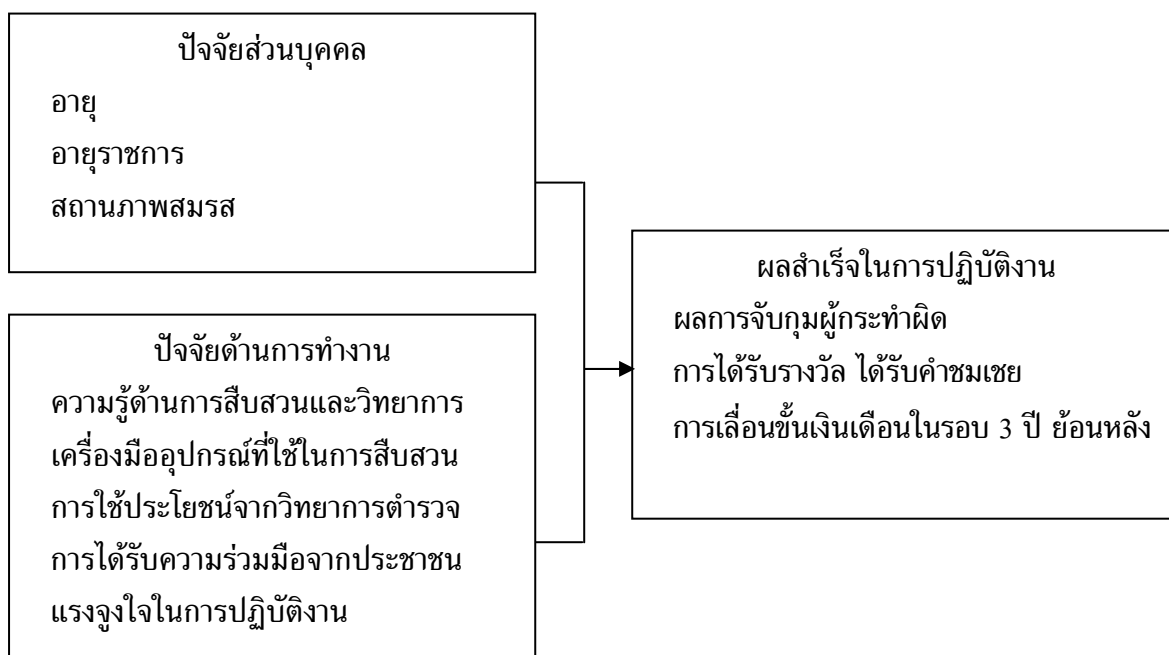 ปัจจัยส่วนบุคคล
อายุ
อายุราชการ
สถานภาพสมรส
ปัจจัยด้านการทำงาน
ความรู้ด้านการสืบสวนและวิทยาการ
เครื่องมืออุปกรณ์ที่ใช้ในการสืบสวน
การใช้ประโยชน์จากวิทยาการตำรวจ
การได้รับความร่วมมือจากประชาชน
แรงจูงใจในการปฏิบัติงาน
ผลสำเร็จในการปฏิบัติงาน
ผลการจับกุมผู้กระทำผิด
การได้รับรางวัล ได้รับคำชมเชย
การเลื่อนขั้นเงินเดือนในรอบ 3 ปี ย้อนหลัง